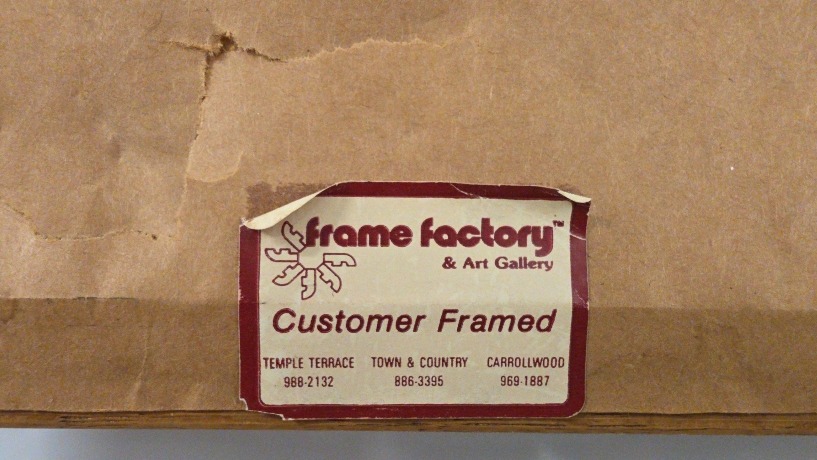 frame factory™
& Art Gallery
Customer Framed
TEMPLE TERRACE TOWN & COUNTRY CARROLLWOOD
988-2132 886-3395 969-1887